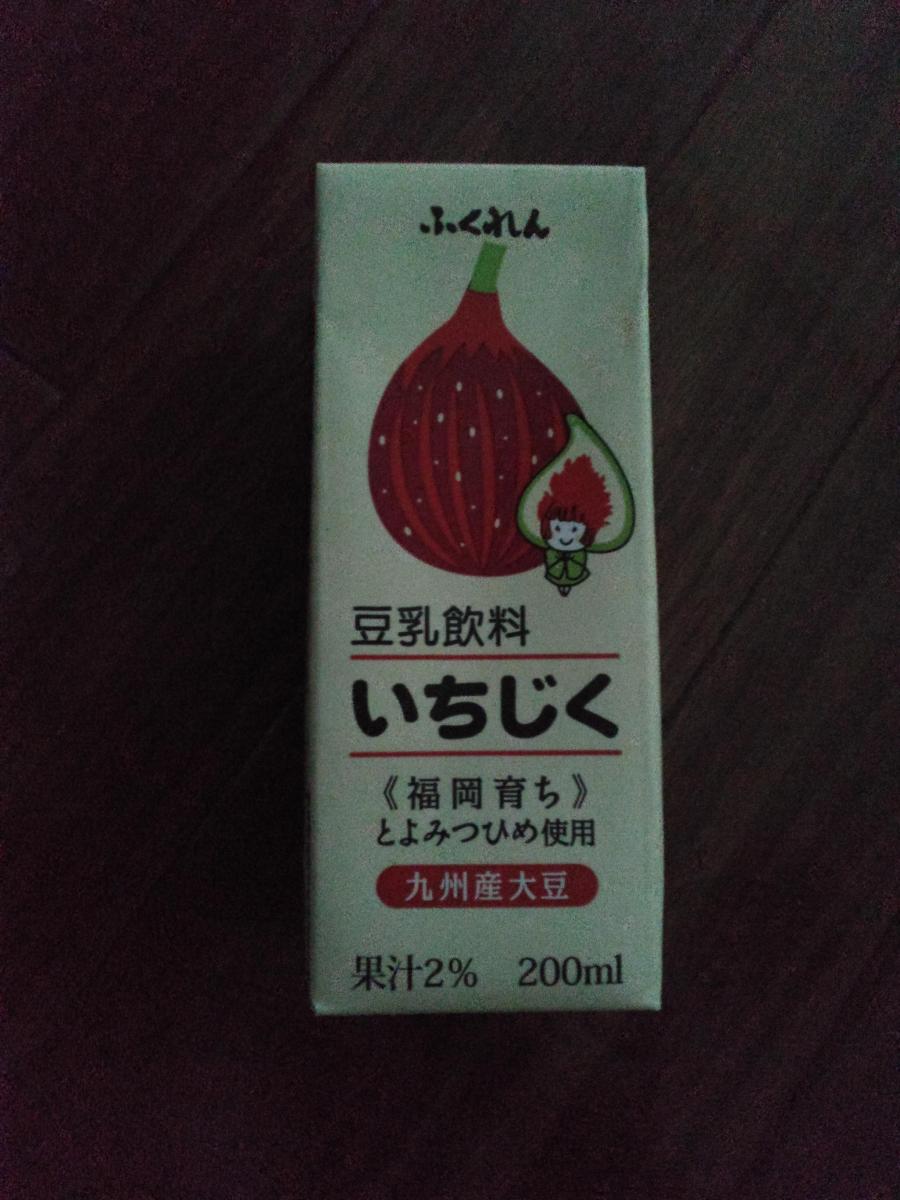 ふくれん
豆乳飲料
いちじく
《福岡育ち》
とよみつひめ使用
九州産大豆
果汁2% 200ml